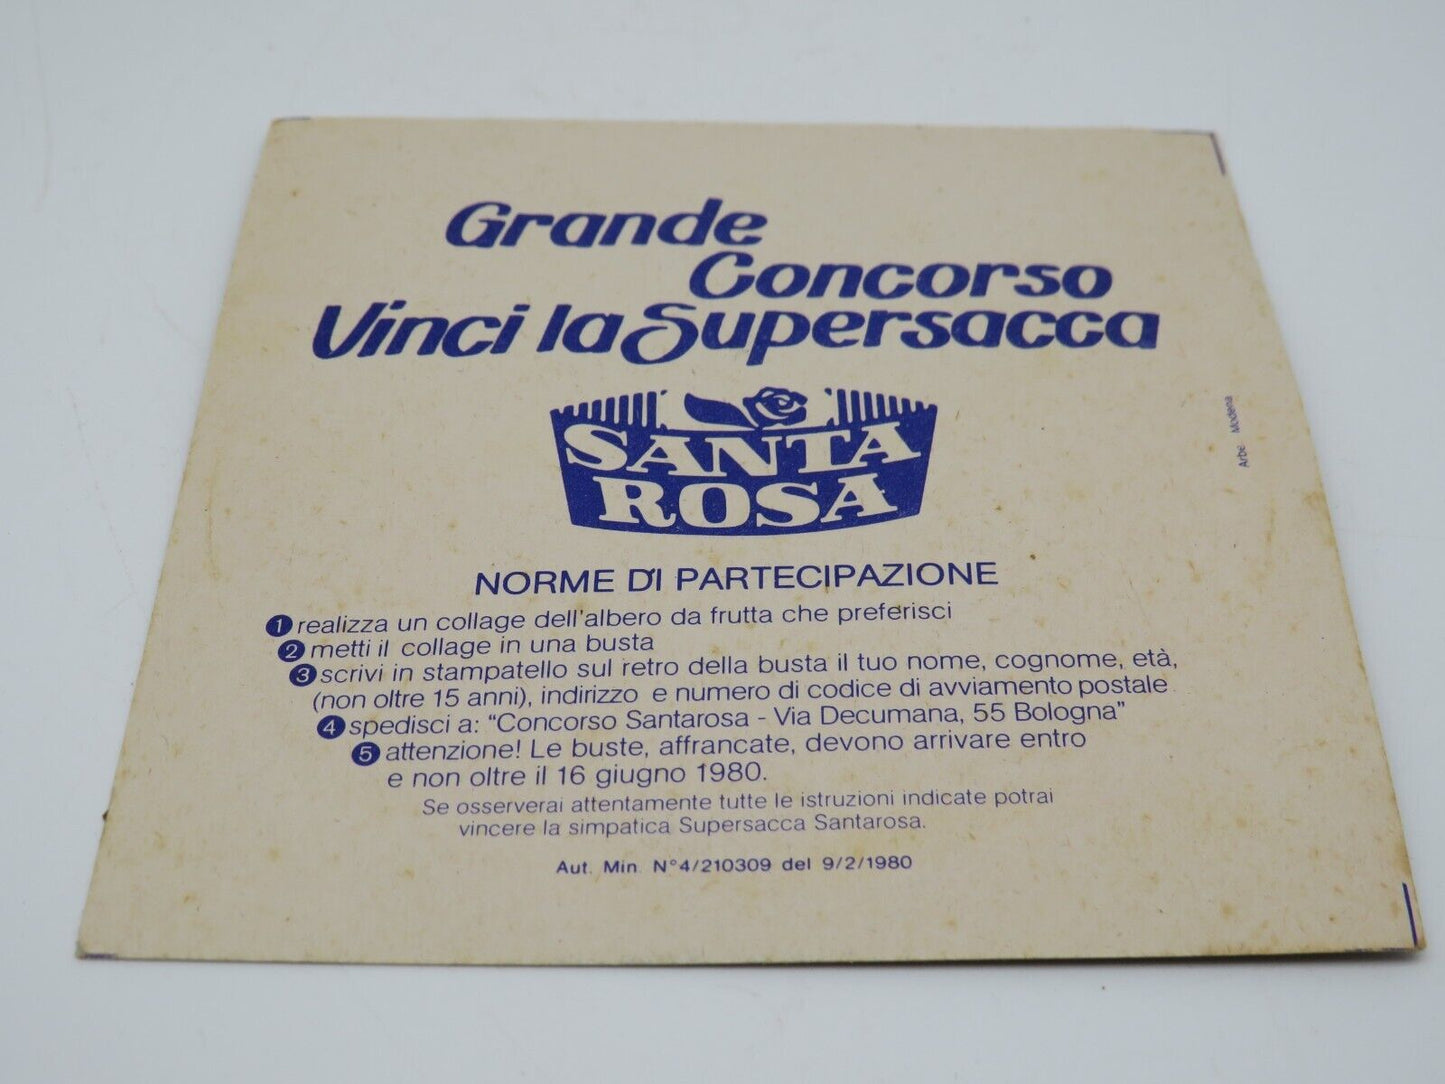 Grande
Concorso
Vinci la Supersacca
SANTA
ROSA
NORME DI PARTECIPAZIONE
1 realizza un collage dell'albero da frutta che preferisci
2 metti il collage in una busta
3 scrivi in stampatello sul retro della busta il tuo nome, cognome, età,
(non oltre 15 anni), indirizzo e numero di codice di avviamento postale
4 spedisci a: "Concorso Santarosa - Via Decumana, 55 Bologna"
5 attenzione! Le buste, affrancate, devono arrivare entro
e non oltre il 16 giugno 1980.
Se osserverai attentamente tutte le istruzioni indicate potrai
vincere la simpatica Supersacca Santarosa.
Aut. Min. N°4/210309 del 9/2/1980
Arbe Modena